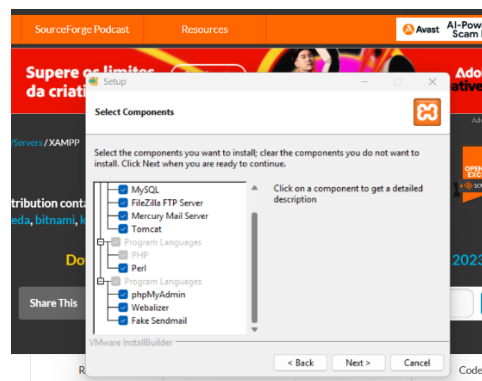 SourceForge Podcast
Resources
Avast
AI-Pow
Scam
Supere os limites
da criati
Ado
ative
Setup
Select Components
Select the components you want to install; clear the components you do not want to
install. Click Next when you are ready to continue.
/Servers / XAMPP
MySQL
FileZilla FTP Server
Mercury Mail Server
Tomcat
Program Languages
PHP
Perl
Program Languages
phpMyAdmin
Webalizer
Fake Sendmail
Click on a component to get a detailed
description
OPEN
EXC
tribution conta
eda, bitnami, k
Do
2023
Share This
VMware InstallBuilder
< Back
Next >
Cancel
R
Code